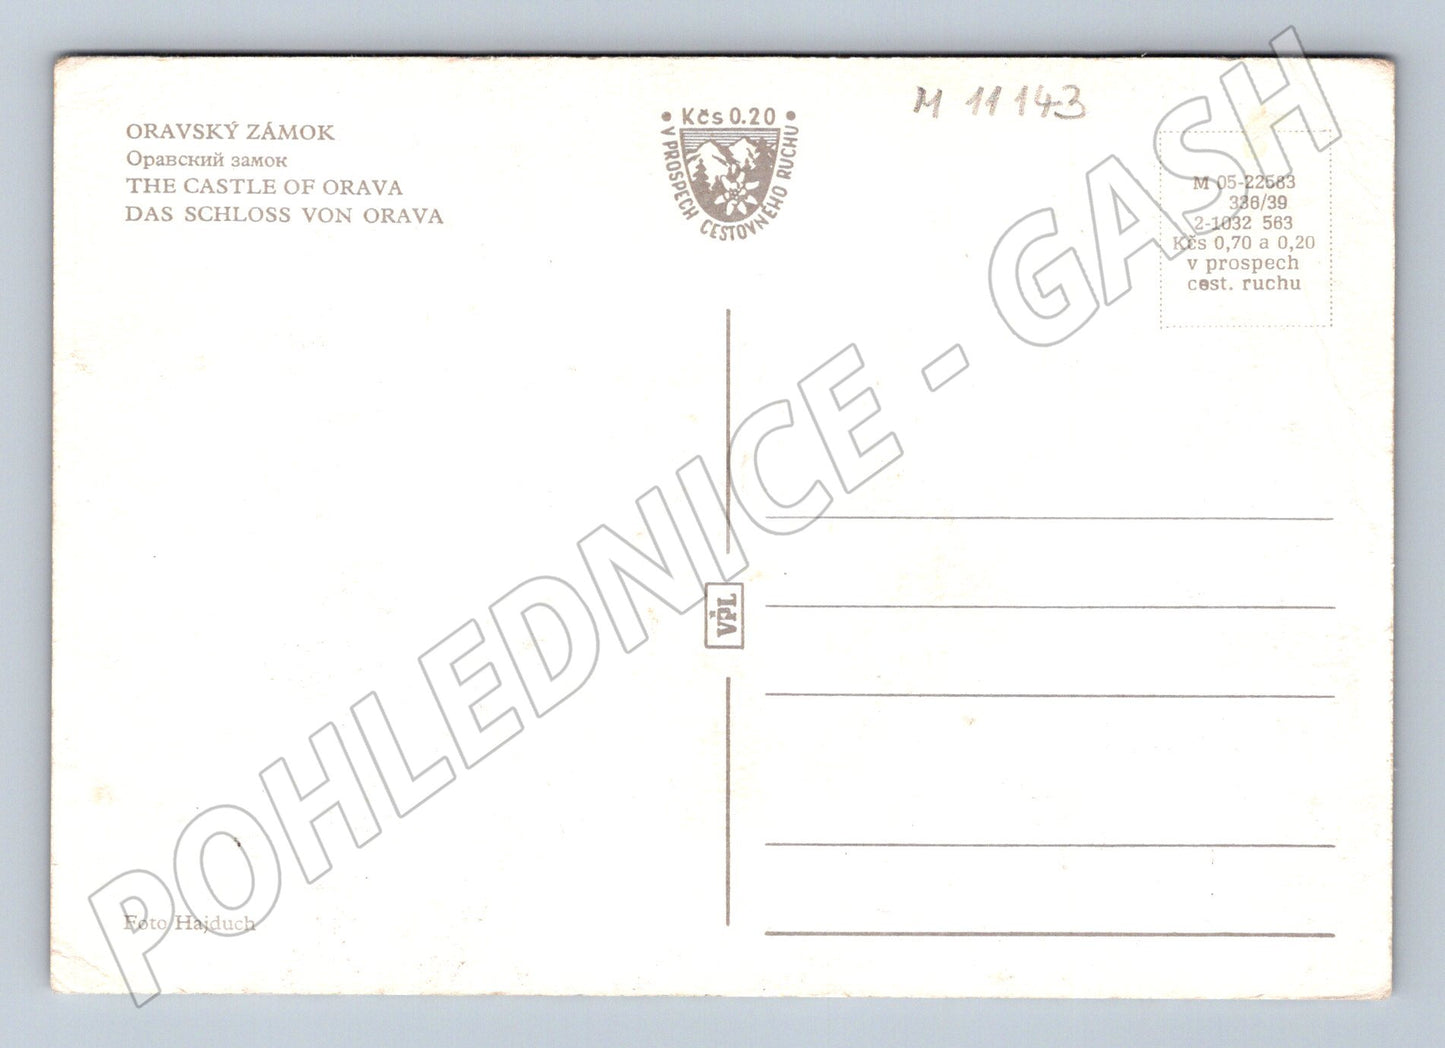 ORAVSKÝ ZÁMOK
Оравский замок
THE CASTLE OF ORAVA
DAS SCHLOSS VON ORAVA
• Kčs 0.20 •
V PROSPECH CESTOVNÉHO RUCHU
M 11143
M 05-22583
336/39
2-1032 563
Kčs 0,70 a 0,20
v prospech
cest. ruchu
VPL
Foto Hajduch
POHLEDNICE - GASH